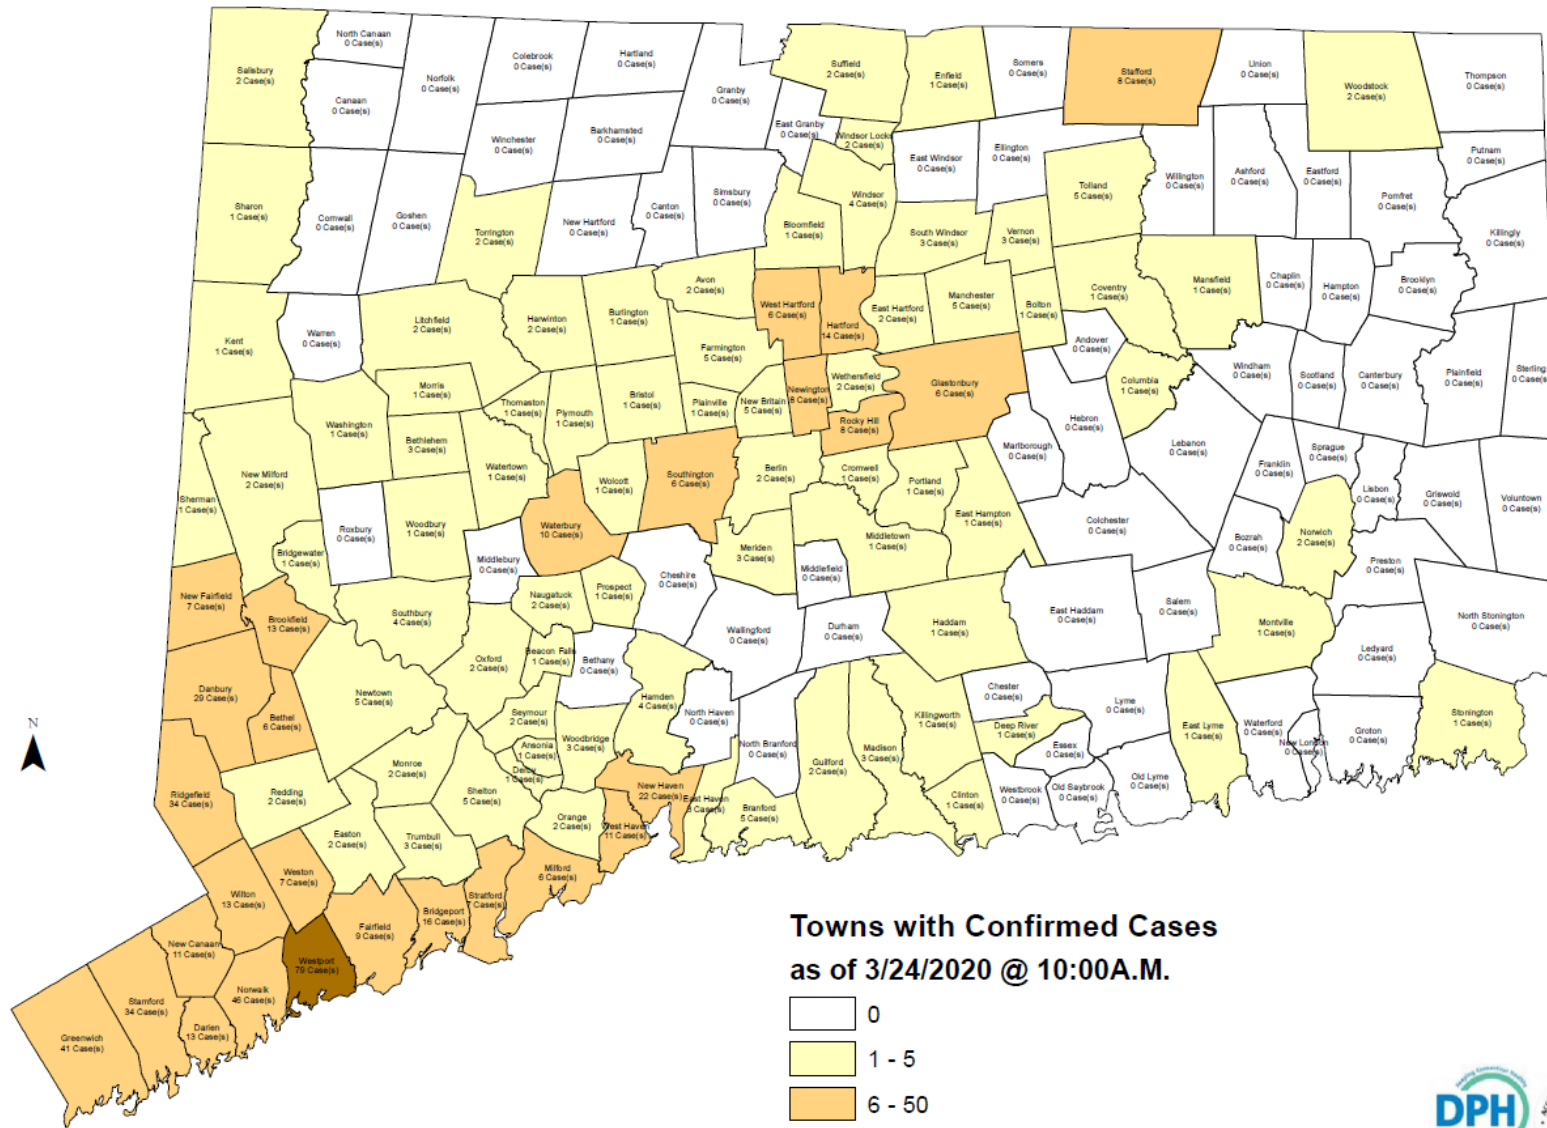 North Canaan
0 Case(s)
Colebrook
0 Case(s)
Hartland
0 Case(s)
Salisbury
2 Case(s)
Norfolk
0 Case(s)
Canaan
0 Case(s)
Granby
0 Case(s)
Suffield
2 Case(s)
Enfield
1 Case(s)
Somers
0 Case(s)
Stafford
8 Case(s)
Union
0 Case(s)
Woodstock
2 Case(s)
Thompson
0 Case(s)
Winchester
0 Case(s)
Barkhamsted
0 Case(s)
East Granby
0 Case(s)
Windsor Locks
2 Case(s)
East Windsor
0 Case(s)
Ellington
0 Case(s)
Putnam
0 Case(s)
Sharon
1 Case(s)
Cornwall
0 Case(s)
Goshen
0 Case(s)
Torrington
2 Case(s)
New Hartford
0 Case(s)
Canton
0 Case(s)
Simsbury
0 Case(s)
Bloomfield
1 Case(s)
Windsor
4 Case(s)
South Windsor
3 Case(s)
Vernon
3 Case(s)
Tolland
5 Case(s)
Willington
0 Case(s)
Ashford
0 Case(s)
Eastford
0 Case(s)
Pomfret
0 Case(s)
Killingly
0 Case(s)
Kent
1 Case(s)
Warren
0 Case(s)
Litchfield
2 Case(s)
Harwinton
2 Case(s)
Burlington
1 Case(s)
Avon
2 Case(s)
West Hartford
6 Case(s)
Hartford
14 Case(s)
East Hartford
2 Case(s)
Manchester
5 Case(s)
Bolton
1 Case(s)
Coventry
1 Case(s)
Mansfield
1 Case(s)
Chaplin
0 Case(s)
Hampton
0 Case(s)
Brooklyn
0 Case(s)
Farmington
5 Case(s)
Andover
0 Case(s)
Windham
0 Case(s)
Scotland
0 Case(s)
Canterbury
0 Case(s)
Plainfield
0 Case(s)
Sterling
0 Case(s)
Washington
1 Case(s)
Morris
1 Case(s)
Thomaston
1 Case(s)
Plymouth
1 Case(s)
Bristol
1 Case(s)
Plainville
1 Case(s)
New Britain
5 Case(s)
Newington
8 Case(s)
Wethersfield
2 Case(s)
Rocky Hill
8 Case(s)
Glastonbury
6 Case(s)
Columbia
1 Case(s)
Hebron
0 Case(s)
Marlborough
0 Case(s)
Lebanon
0 Case(s)
Franklin
0 Case(s)
Sprague
0 Case(s)
Lisbon
0 Case(s)
Griswold
0 Case(s)
Voluntown
0 Case(s)
Sherman
1 Case(s)
New Milford
2 Case(s)
Bethlehem
3 Case(s)
Watertown
1 Case(s)
Wolcott
1 Case(s)
Southington
6 Case(s)
Berlin
2 Case(s)
Cromwell
1 Case(s)
Portland
1 Case(s)
East Hampton
1 Case(s)
Colchester
0 Case(s)
Bozrah
0 Case(s)
Norwich
2 Case(s)
Preston
0 Case(s)
Roxbury
0 Case(s)
Woodbury
1 Case(s)
Waterbury
10 Case(s)
Bridgewater
1 Case(s)
Middlebury
0 Case(s)
Naugatuck
2 Case(s)
Prospect
1 Case(s)
Cheshire
0 Case(s)
Meriden
3 Case(s)
Middlefield
0 Case(s)
Middletown
1 Case(s)
New Fairfield
7 Case(s)
Brookfield
13 Case(s)
Southbury
4 Case(s)
Wallingford
0 Case(s)
Durham
0 Case(s)
Haddam
1 Case(s)
East Haddam
0 Case(s)
Salem
0 Case(s)
Montville
1 Case(s)
Ledyard
0 Case(s)
North Stonington
0 Case(s)
Danbury
29 Case(s)
Bethel
6 Case(s)
Newtown
5 Case(s)
Oxford
2 Case(s)
Beacon Falls
1 Case(s)
Bethany
0 Case(s)
Hamden
4 Case(s)
North Haven
0 Case(s)
Seymour
2 Case(s)
Woodbridge
3 Case(s)
Ansonia
1 Case(s)
Derby
1 Case(s)
North Branford
0 Case(s)
Guilford
2 Case(s)
Madison
3 Case(s)
Killingworth
1 Case(s)
Chester
0 Case(s)
Deep River
1 Case(s)
Essex
0 Case(s)
Lyme
0 Case(s)
East Lyme
1 Case(s)
Waterford
0 Case(s)
New London
0 Case(s)
Groton
0 Case(s)
Stonington
1 Case(s)
N
Ridgefield
34 Case(s)
Redding
2 Case(s)
Monroe
2 Case(s)
Shelton
5 Case(s)
Orange
2 Case(s)
New Haven
22 Case(s)
East Haven
3 Case(s)
West Haven
11 Case(s)
Branford
5 Case(s)
Clinton
1 Case(s)
Westbrook
0 Case(s)
Old Saybrook
0 Case(s)
Old Lyme
0 Case(s)
Easton
2 Case(s)
Trumbull
3 Case(s)
Weston
7 Case(s)
Wilton
13 Case(s)
Milford
6 Case(s)
Stratford
7 Case(s)
Bridgeport
16 Case(s)
Fairfield
9 Case(s)
New Canaan
11 Case(s)
Westport
79 Case(s)
Norwalk
46 Case(s)
Stamford
34 Case(s)
Darien
13 Case(s)
Greenwich
41 Case(s)
Towns with Confirmed Cases
as of 3/24/2020 @ 10:00A.M.
0
1 - 5
6 - 50
DPH